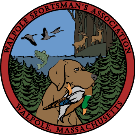 WALPOLE SPORTSMAN'S ASSOCIATION
WALPOLE, MASSACHUSETTS